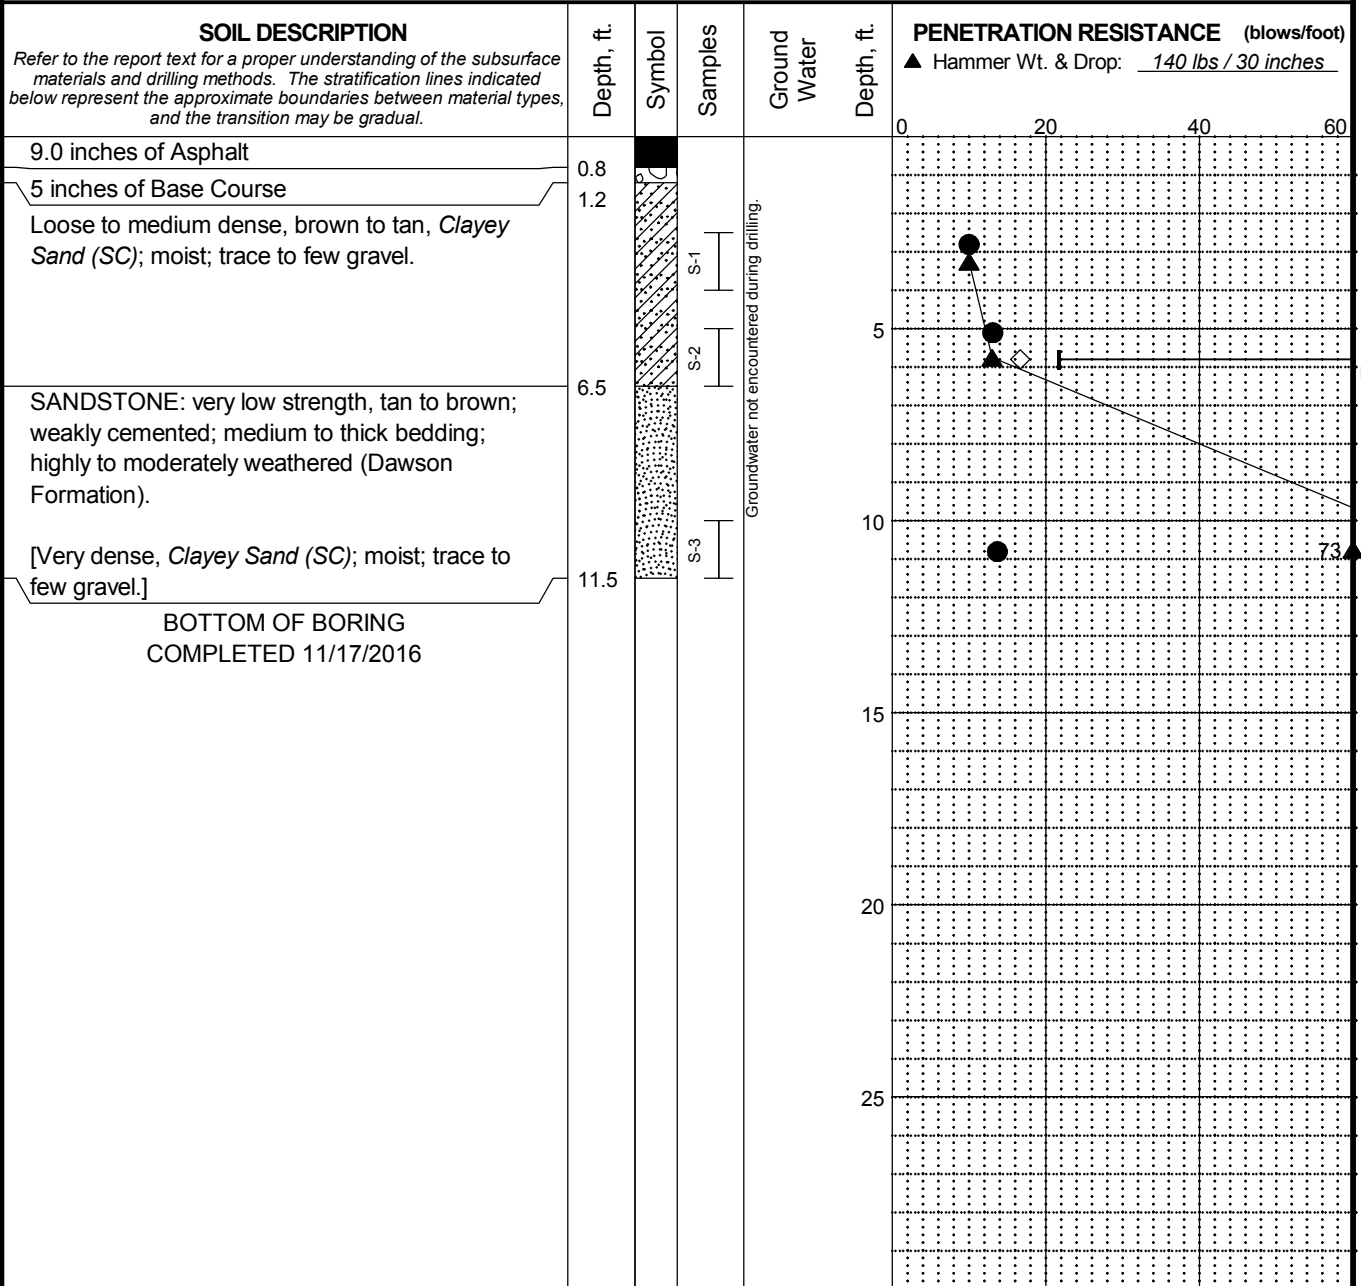 SOIL DESCRIPTION
Refer to the report text for a proper understanding of the subsurface
materials and drilling methods. The stratification lines indicated
below represent the approximate boundaries between material types,
and the transition may be gradual.
Depth, ft.
Symbol
Samples
Ground
Water
Depth, ft.
PENETRATION RESISTANCE (blows/foot)
▲ Hammer Wt. & Drop: 140 lbs / 30 inches
0 20 40 60
9.0 inches of Asphalt
0.8
5 inches of Base Course
1.2
Loose to medium dense, brown to tan, Clayey
Sand (SC); moist; trace to few gravel.
S-1
Groundwater not encountered during drilling.
5
S-2
6.5
SANDSTONE: very low strength, tan to brown;
weakly cemented; medium to thick bedding;
highly to moderately weathered (Dawson
Formation).
10
[Very dense, Clayey Sand (SC); moist; trace to
few gravel.]
S-3
73
11.5
BOTTOM OF BORING
COMPLETED 11/17/2016
15
20
25